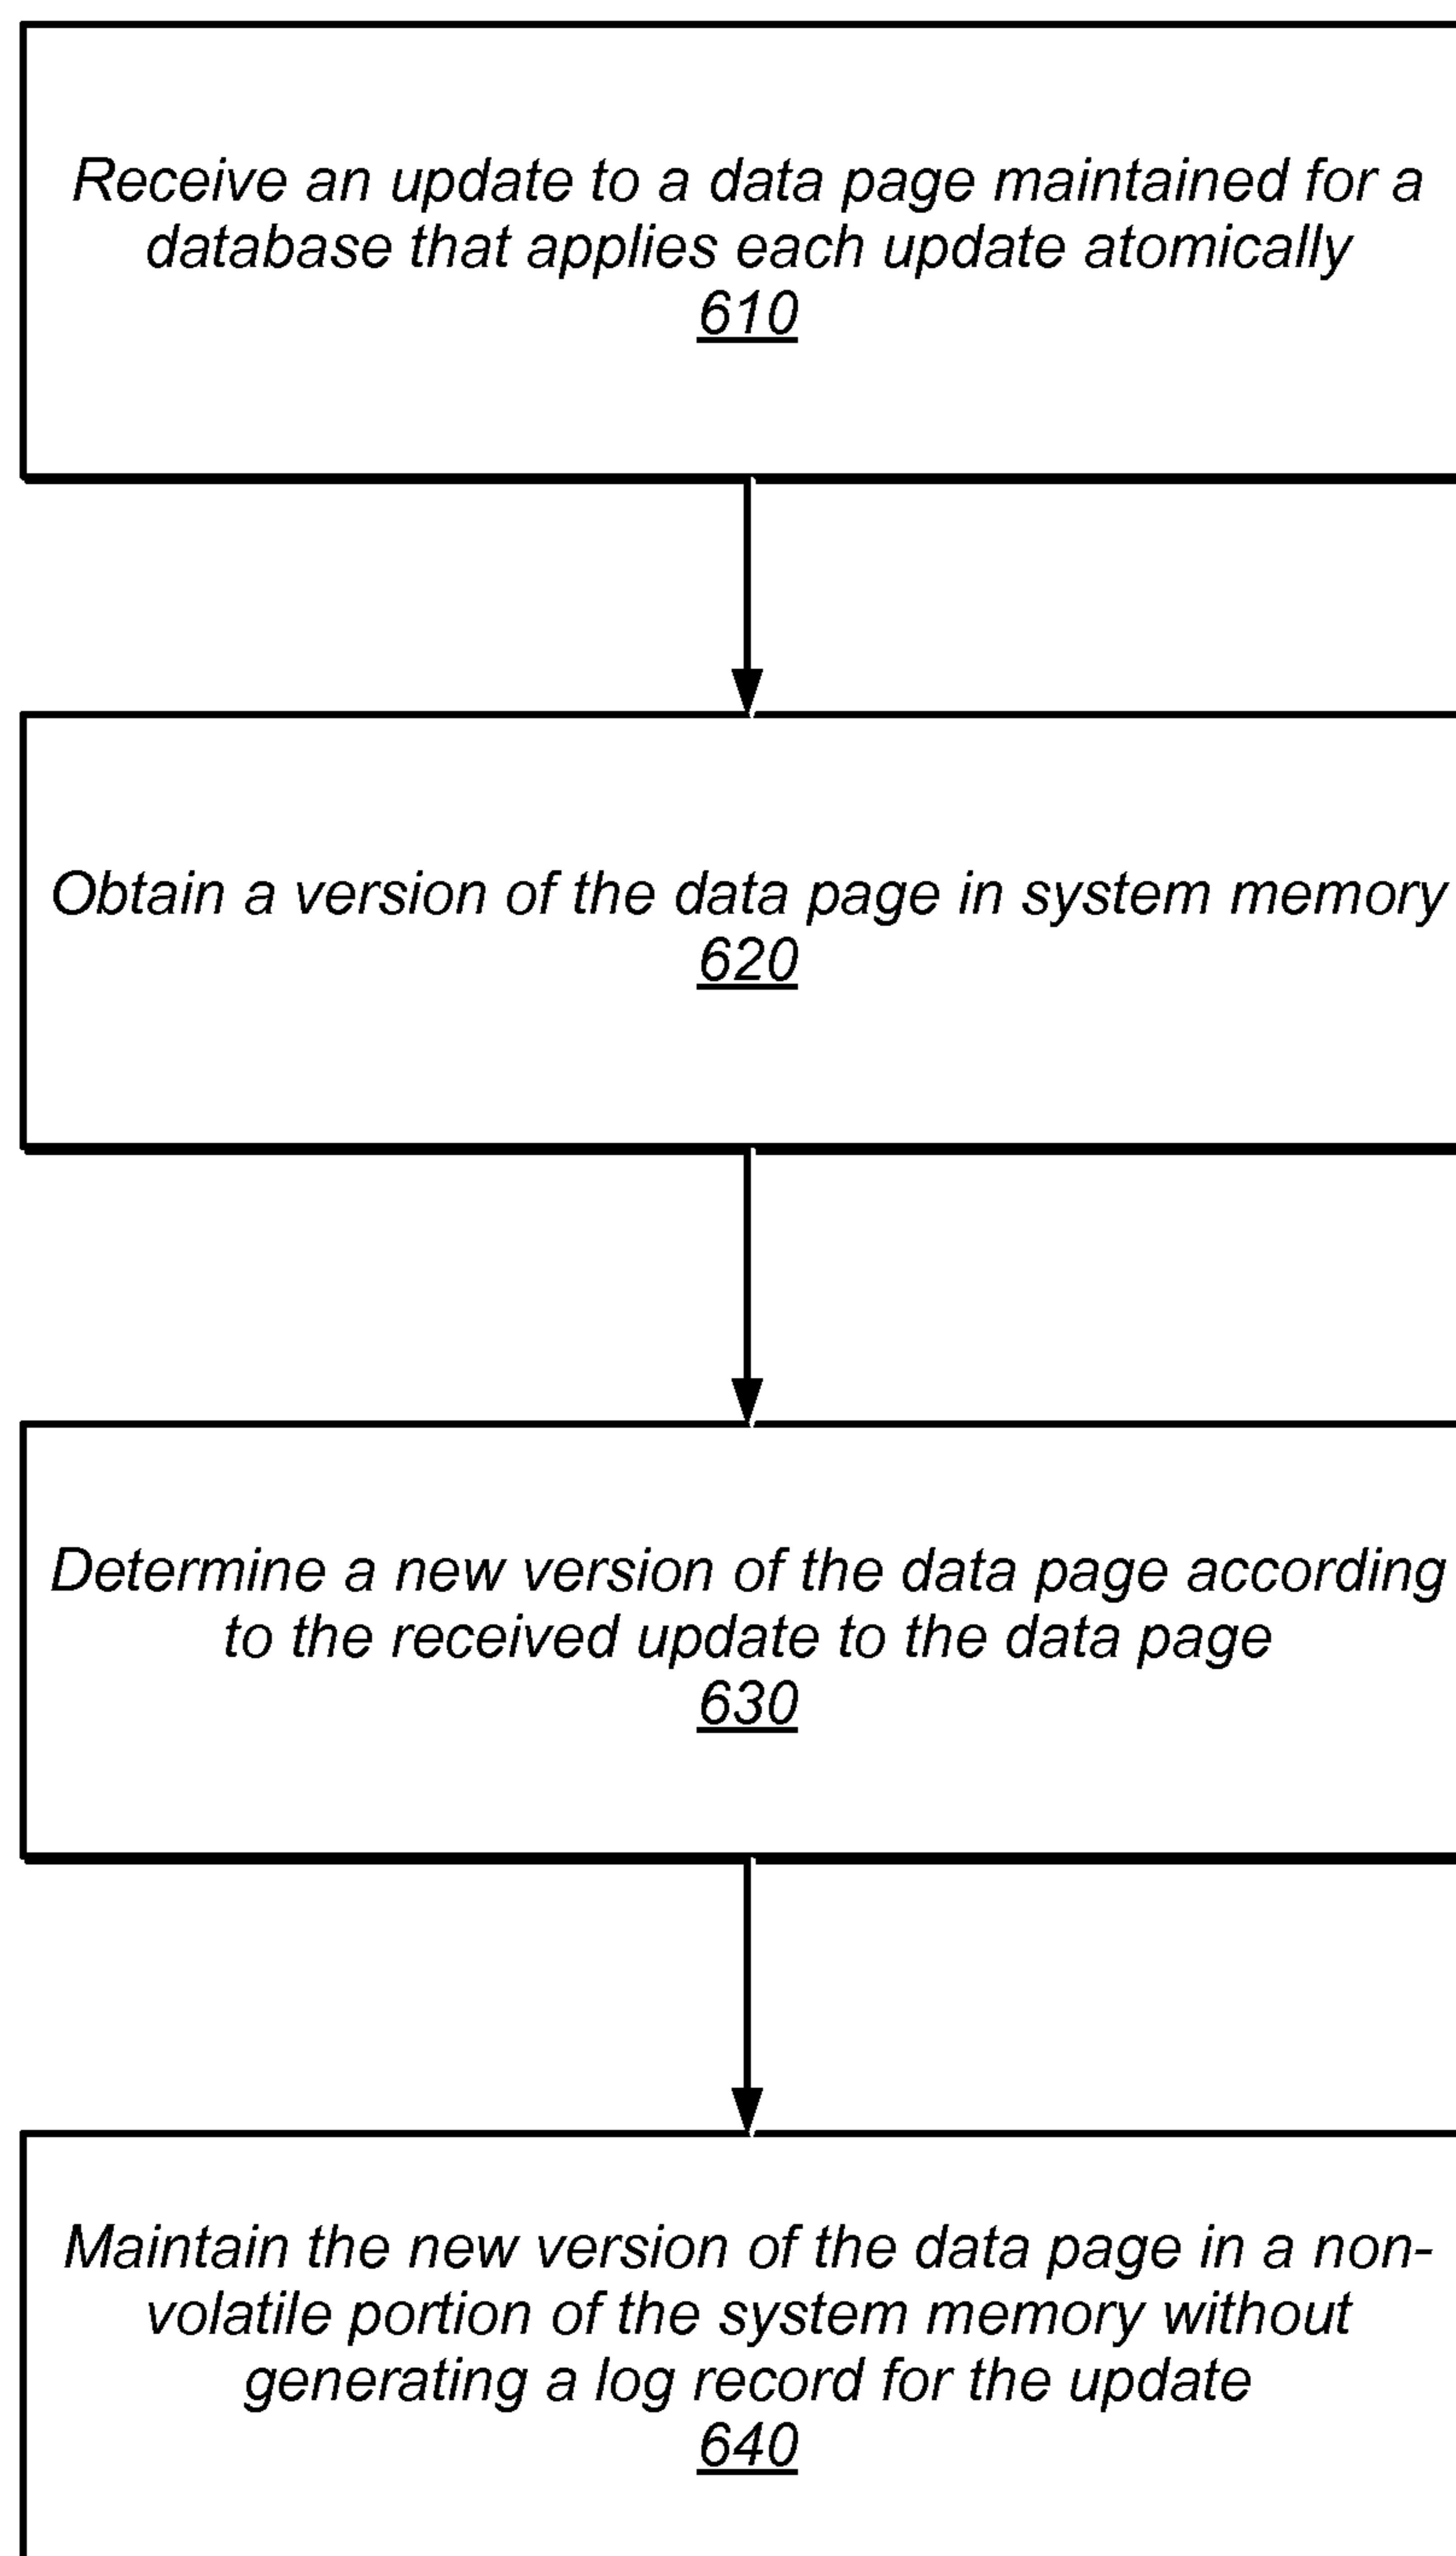 Receive an update to a data page maintained for a
database that applies each update atomically
610
Obtain a version of the data page in system memory
620
Determine a new version of the data page according
to the received update to the data page
630
Maintain the new version of the data page in a non-
volatile portion of the system memory without
generating a log record for the update
640